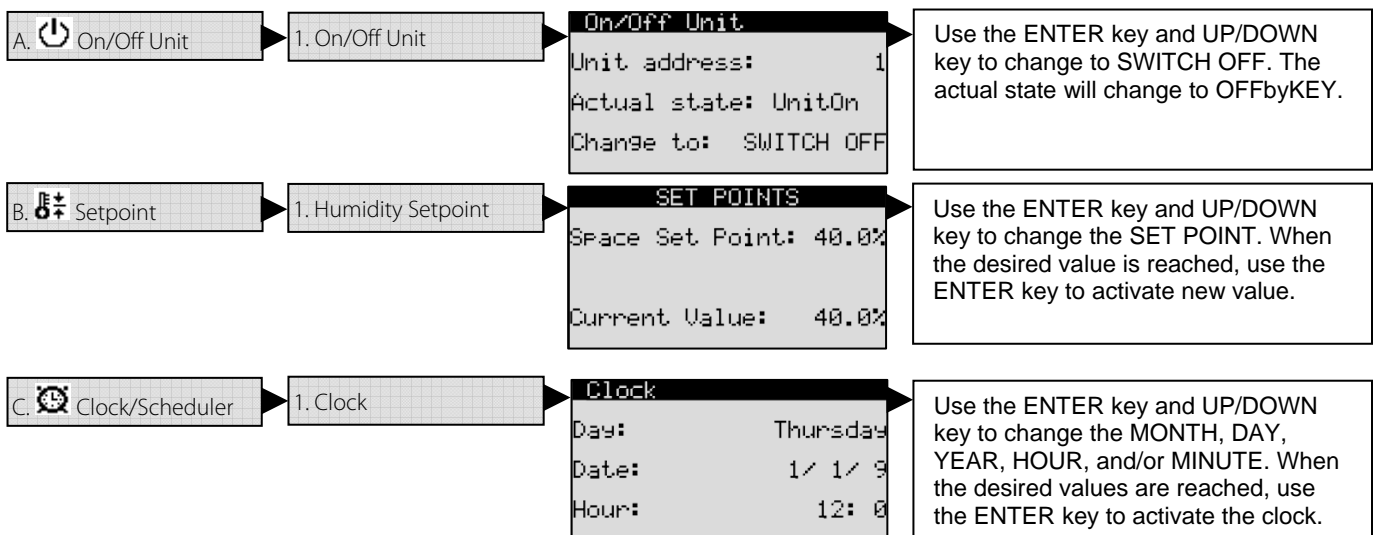 A. On/Off Unit
1. On/Off Unit
On/Off Unit
Unit address: 1
Actual state: UnitOn
Change to: SWITCH OFF
Use the ENTER key and UP/DOWN
key to change to SWITCH OFF. The
actual state will change to OFFbyKEY.
B. Setpoint
1. Humidity Setpoint
SET POINTS
Space Set Point: 40.0%
Current Value: 40.0%
Use the ENTER key and UP/DOWN
key to change the SET POINT. When
the desired value is reached, use the
ENTER key to activate new value.
C. Clock/Scheduler
1. Clock
Clock
Day: Thursday
Date: 1/ 1/ 9
Hour: 12: 0
Use the ENTER key and UP/DOWN
key to change the MONTH, DAY,
YEAR, HOUR, and/or MINUTE. When
the desired values are reached, use
the ENTER key to activate the clock.